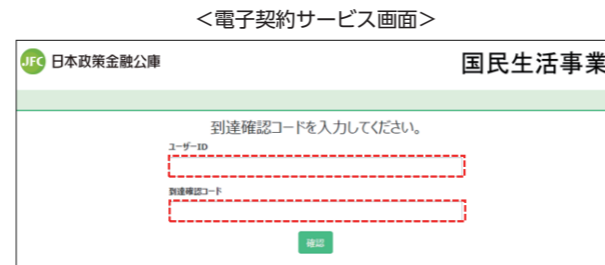 ＜電子契約サービス画面＞
JFC 日本政策金融公庫 国民生活事業
到達確認コードを入力してください。
ユーザーID
到達確認コード
確認